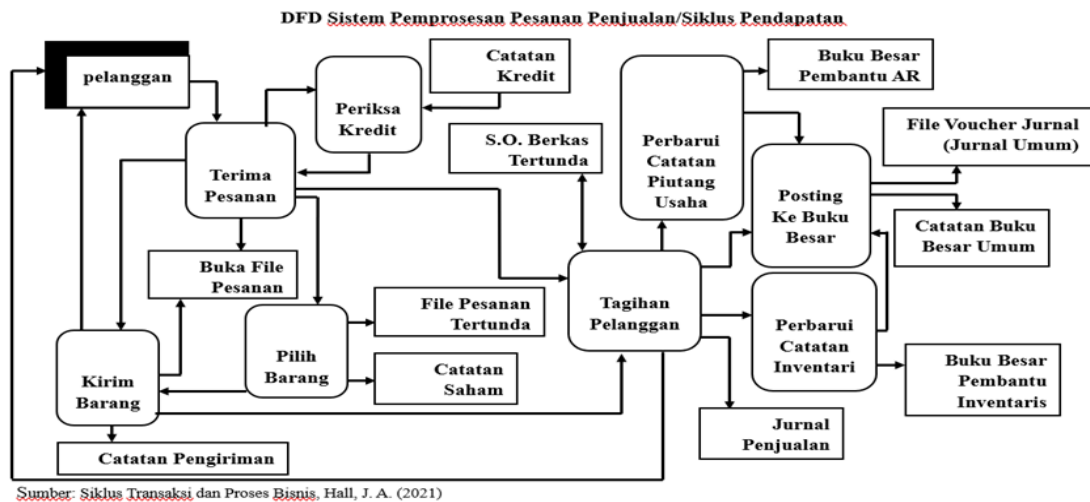 DFD Sistem Pemprosesan Pesanan Penjualan/Siklus Pendapatan
pelanggan
Periksa
Kredit
Catatan
Kredit
Buku Besar
Pembantu AR
Terima
Pesanan
S.O. Berkas
Tertunda
Perbarui
Catatan
Piutang
Usaha
File Voucher Jurnal
(Jurnal Umum)
Posting
Ke Buku
Besar
Catatan Buku
Besar Umum
Buka File
Pesanan
File Pesanan
Tertunda
Tagihan
Pelanggan
Perbarui
Catatan
Inventari
Kirim
Barang
Pilih
Barang
Catatan
Saham
Buku Besar
Pembantu
Inventaris
Jurnal
Penjualan
Catatan Pengiriman
Sumber: Siklus Transaksi dan Proses Bisnis, Hall, J. A. (2021)